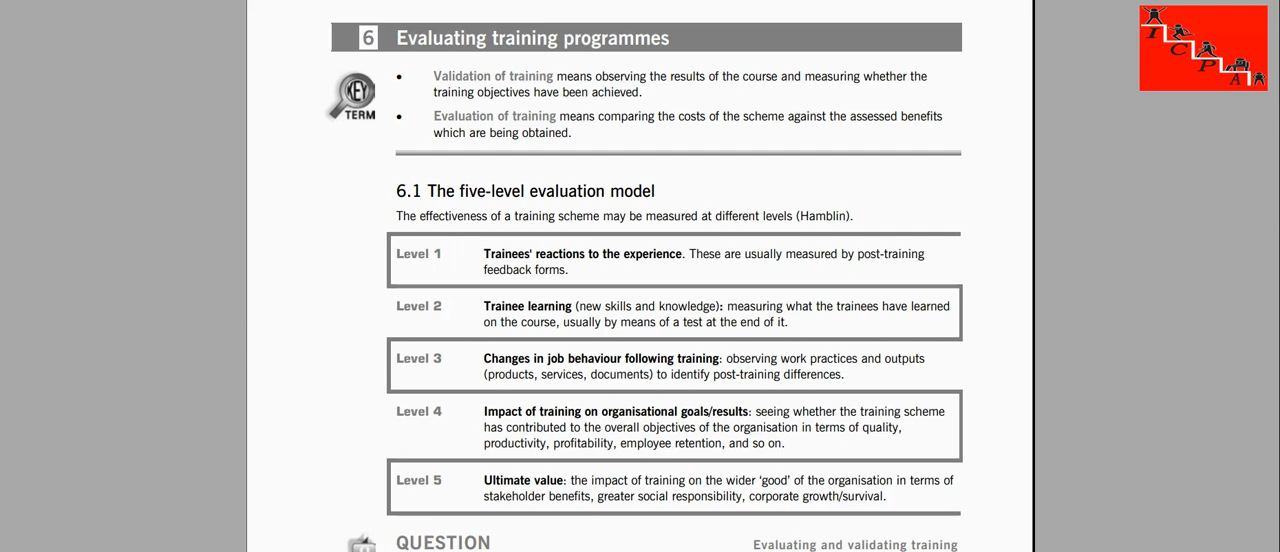 6 Evaluating training programmes
I
C
P
A
KEY
TERM
• Validation of training means observing the results of the course and measuring whether the
training objectives have been achieved.
• Evaluation of training means comparing the costs of the scheme against the assessed benefits
which are being obtained.
6.1 The five-level evaluation model
The effectiveness of a training scheme may be measured at different levels (Hamblin).
Level 1 Trainees' reactions to the experience. These are usually measured by post-training
feedback forms.
Level 2 Trainee learning (new skills and knowledge): measuring what the trainees have learned
on the course, usually by means of a test at the end of it.
Level 3 Changes in job behaviour following training: observing work practices and outputs
(products, services, documents) to identify post-training differences.
Level 4 Impact of training on organisational goals/results: seeing whether the training scheme
has contributed to the overall objectives of the organisation in terms of quality,
productivity, profitability, employee retention, and so on.
Level 5 Ultimate value: the impact of training on the wider ‘good’ of the organisation in terms of
stakeholder benefits, greater social responsibility, corporate growth/survival.
QUESTION Evaluating and validating training